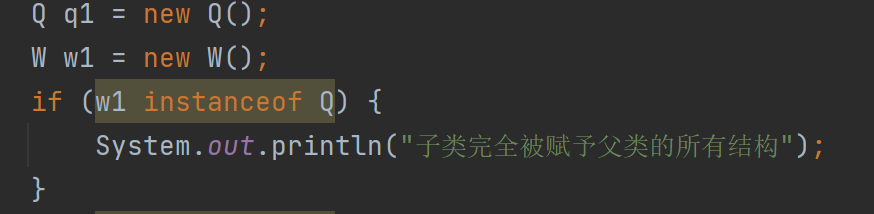 Q q1 = new Q();
W w1 = new W();
if (w1 instanceof Q) {
System.out.println("子类完全被赋予父类的所有结构");
}